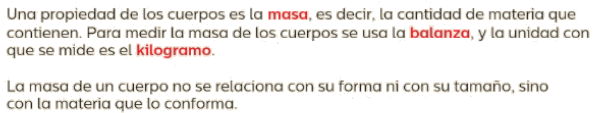 Una propiedad de los cuerpos es la masa, es decir, la cantidad de materia que
contienen. Para medir la masa de los cuerpos se usa la balanza, y la unidad con
que se mide es el kilogramo.
La masa de un cuerpo no se relaciona con su forma ni con su tamaño, sino
con la materia que lo conforma.